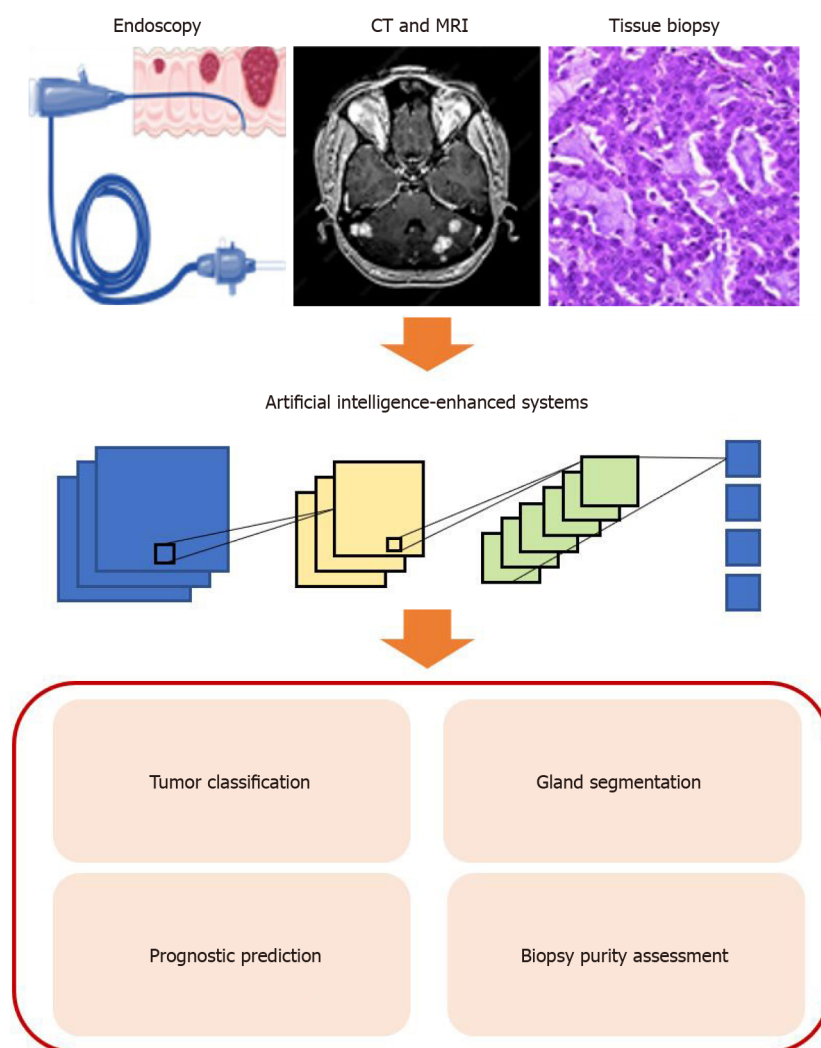 Endoscopy
CT and MRI
Tissue biopsy
Artificial intelligence-enhanced systems
Tumor classification
Gland segmentation
Prognostic prediction
Biopsy purity assessment